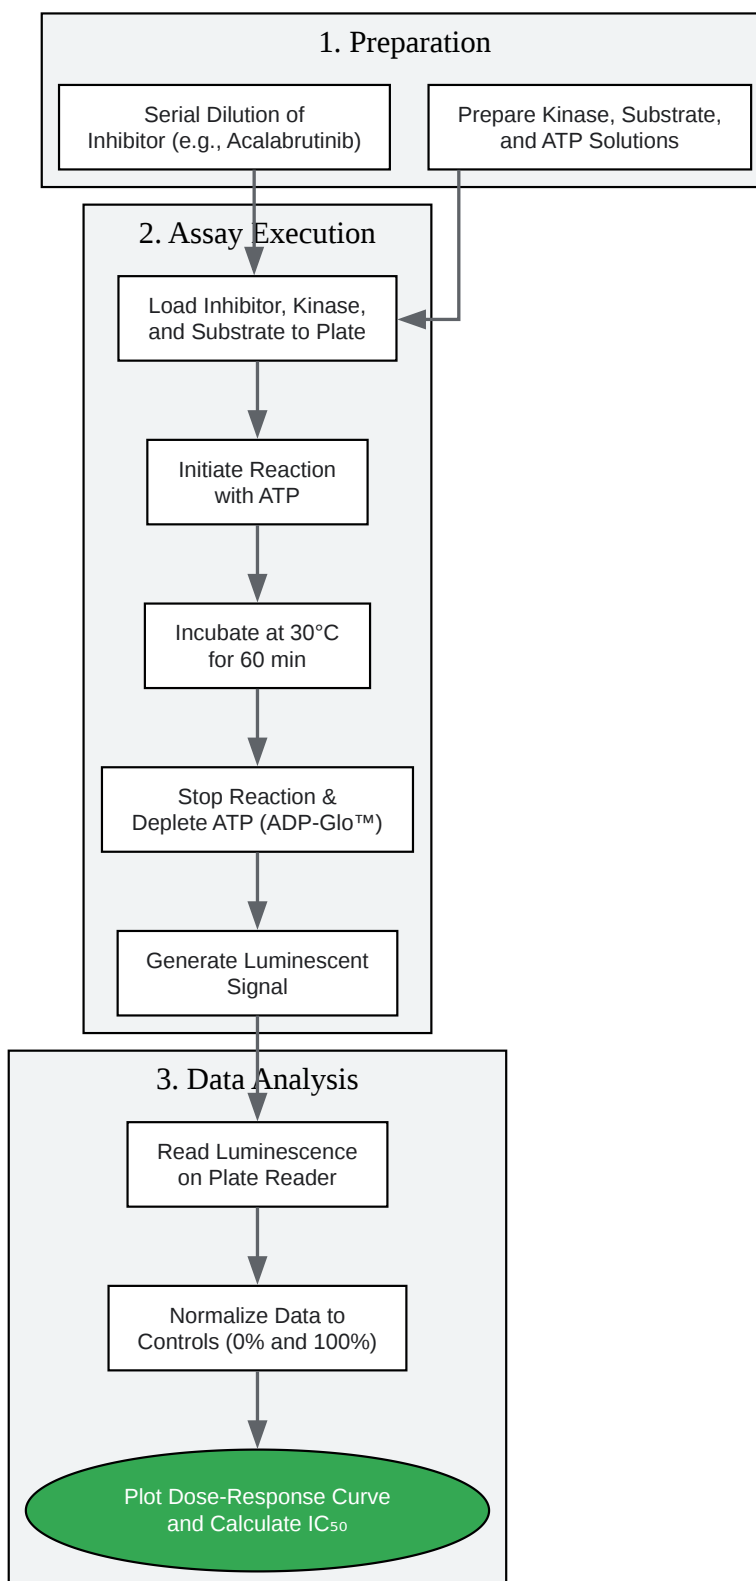 1. Preparation
Serial Dilution of
Inhibitor (e.g., Acalabrutinib)
Prepare Kinase, Substrate,
and ATP Solutions
2. Assay Execution
Load Inhibitor, Kinase,
and Substrate to Plate
Initiate Reaction
with ATP
Incubate at 30°C
for 60 min
Stop Reaction &
Deplete ATP (ADP-Glo™)
Generate Luminescent
Signal
3. Data Analysis
Read Luminescence
on Plate Reader
Normalize Data to
Controls (0% and 100%)
Plot Dose-Response Curve
and Calculate IC₅₀